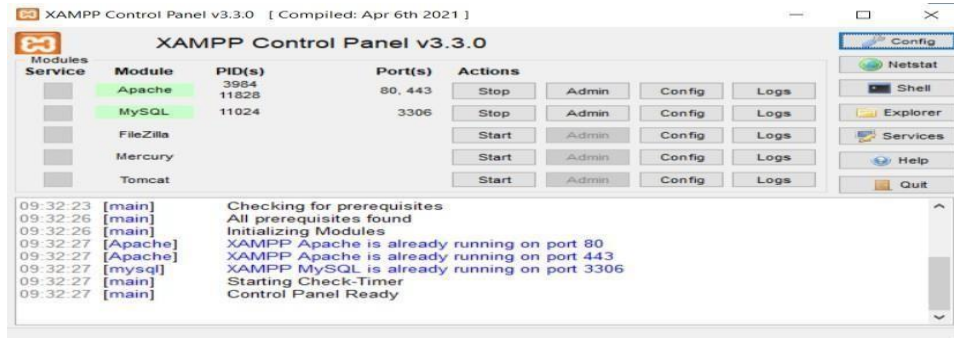 XAMPP Control Panel v3.3.0 [ Compiled: Apr 6th 2021 ]
XAMPP Control Panel v3.3.0
Config
Modules
Service Module PID(s) Port(s) Actions
Netstat
Apache 3984 11828 80, 443 Stop Admin Config Logs
Shell
MySQL 11024 3306 Stop Admin Config Logs
Explorer
FileZilla Start Admin Config Logs
Services
Mercury Start Admin Config Logs
Help
Tomcat Start Admin Config Logs
Quit
09:32:23 [main] Checking for prerequisites
09:32:26 [main] All prerequisites found
09:32:26 [main] Initializing Modules
09:32:27 [Apache] XAMPP Apache is already running on port 80
09:32:27 [Apache] XAMPP Apache is already running on port 443
09:32:27 [mysql] XAMPP MySQL is already running on port 3306
09:32:27 [main] Starting Check-Timer
09:32:27 [main] Control Panel Ready